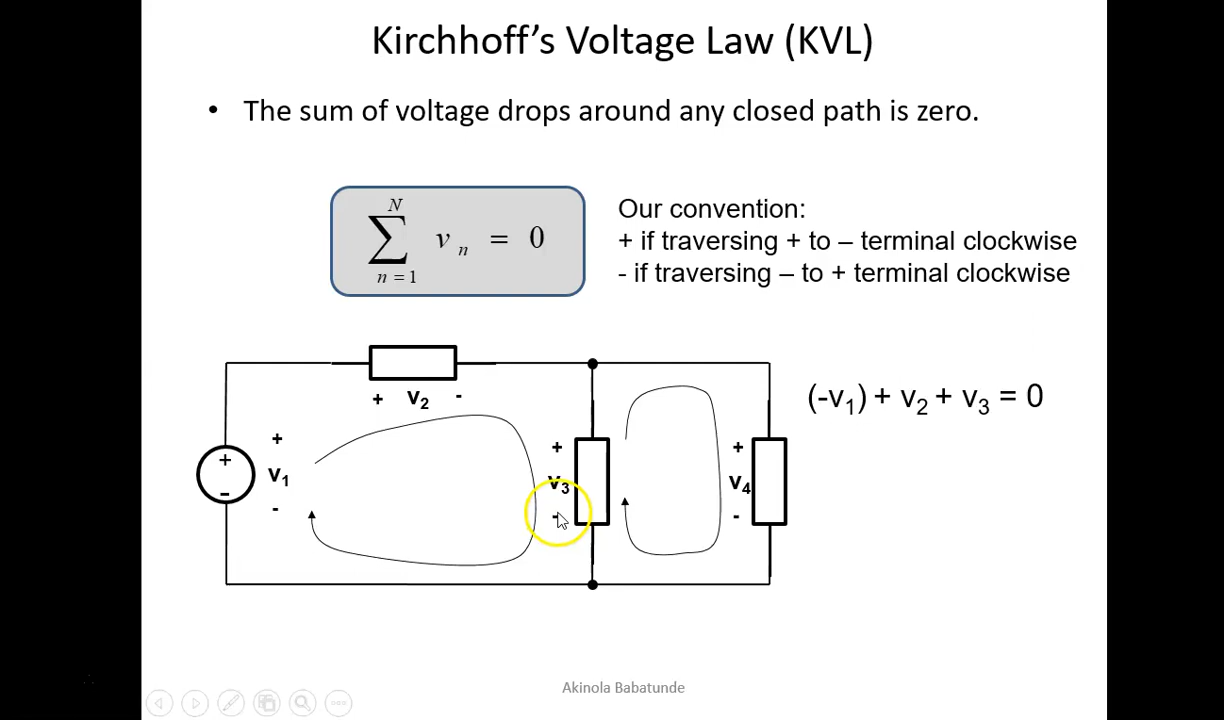 Kirchhoff’s Voltage Law (KVL)
• The sum of voltage drops around any closed path is zero.
N
∑ v n = 0
n = 1
Our convention:
+ if traversing + to – terminal clockwise
- if traversing – to + terminal clockwise
+ v2 -
(-v1) + v2 + v3 = 0
+ + + +
v1 v3 v4
- - - -
Akinola Babatunde